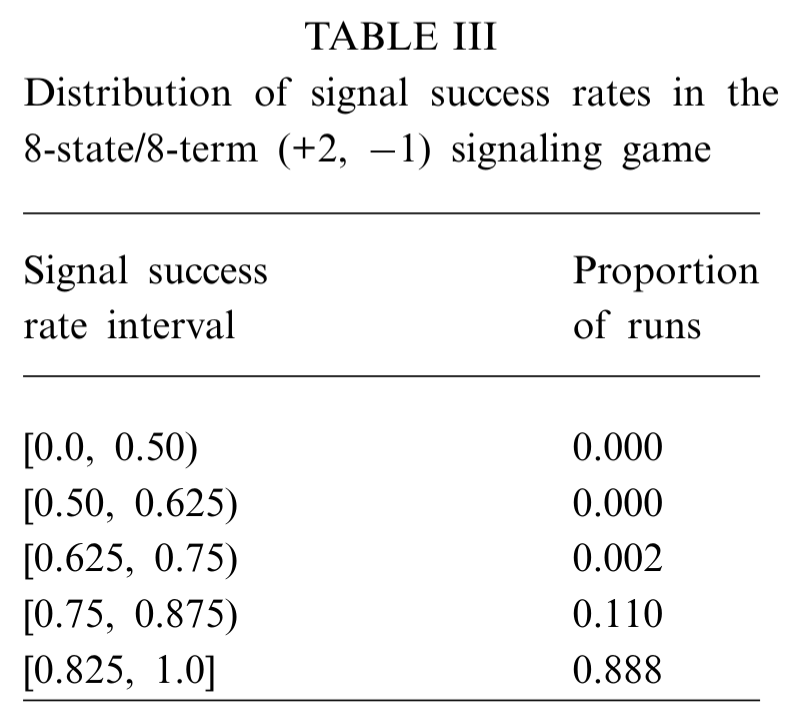 TABLE III
Distribution of signal success rates in the
8-state/8-term (+2, −1) signaling game
Signal success rate interval Proportion of runs
[0.0, 0.50) 0.000
[0.50, 0.625) 0.000
[0.625, 0.75) 0.002
[0.75, 0.875) 0.110
[0.825, 1.0] 0.888